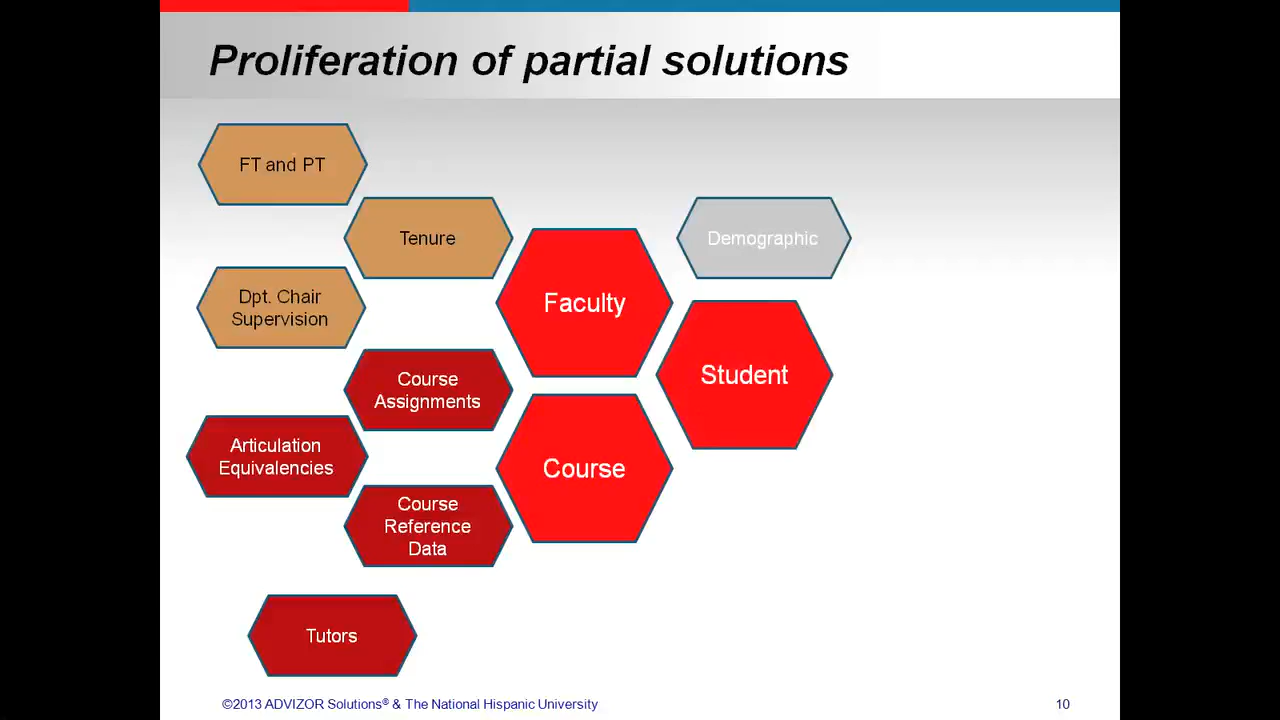 Proliferation of partial solutions
FT and PT
Tenure
Demographic
Dpt. Chair
Supervision
Faculty
Student
Course
Assignments
Articulation
Equivalencies
Course
Course
Reference
Data
Tutors
©2013 ADVIZOR Solutions® & The National Hispanic University
10